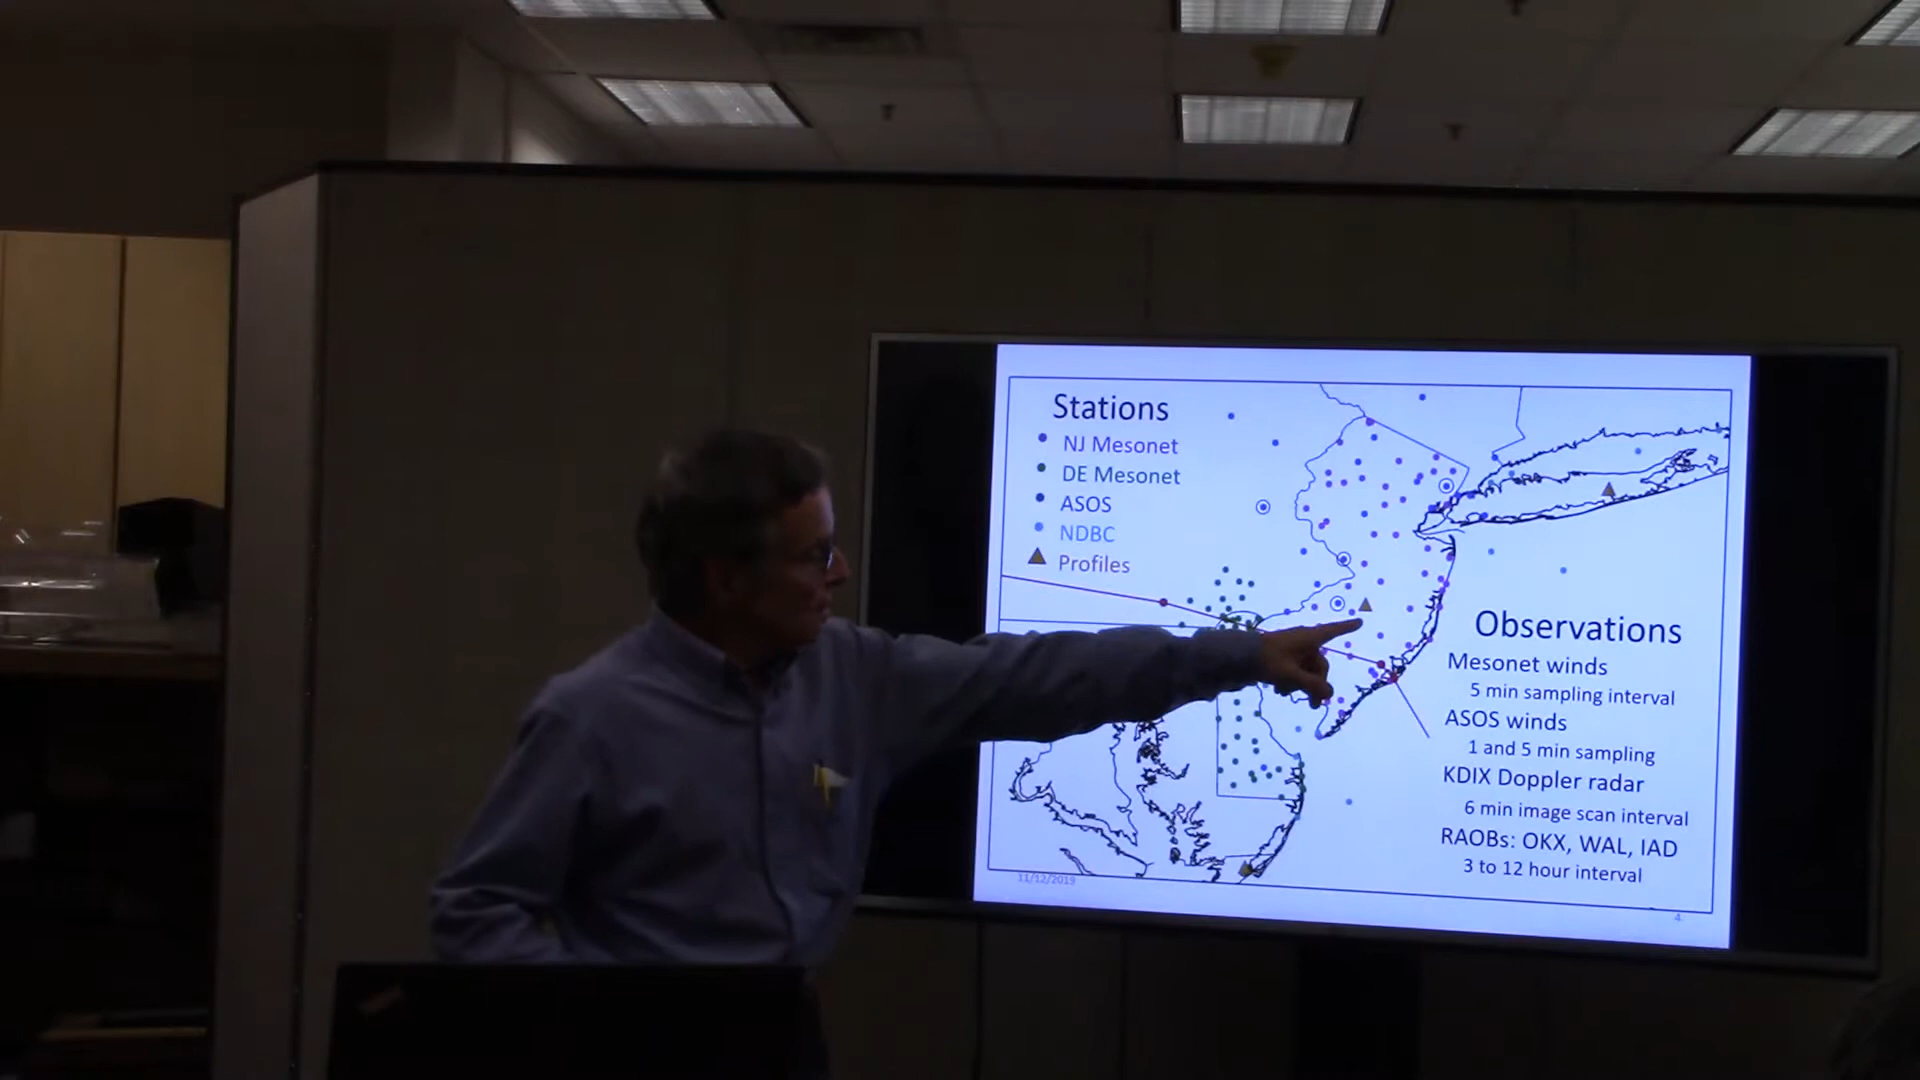 Stations
NJ Mesonet
DE Mesonet
ASOS
NDBC
Profiles
Observations
Mesonet winds
5 min sampling interval
ASOS winds
1 and 5 min sampling
KDIX Doppler radar
6 min image scan interval
RAOBs: OKX, WAL, IAD
3 to 12 hour interval
11/12/2019
4